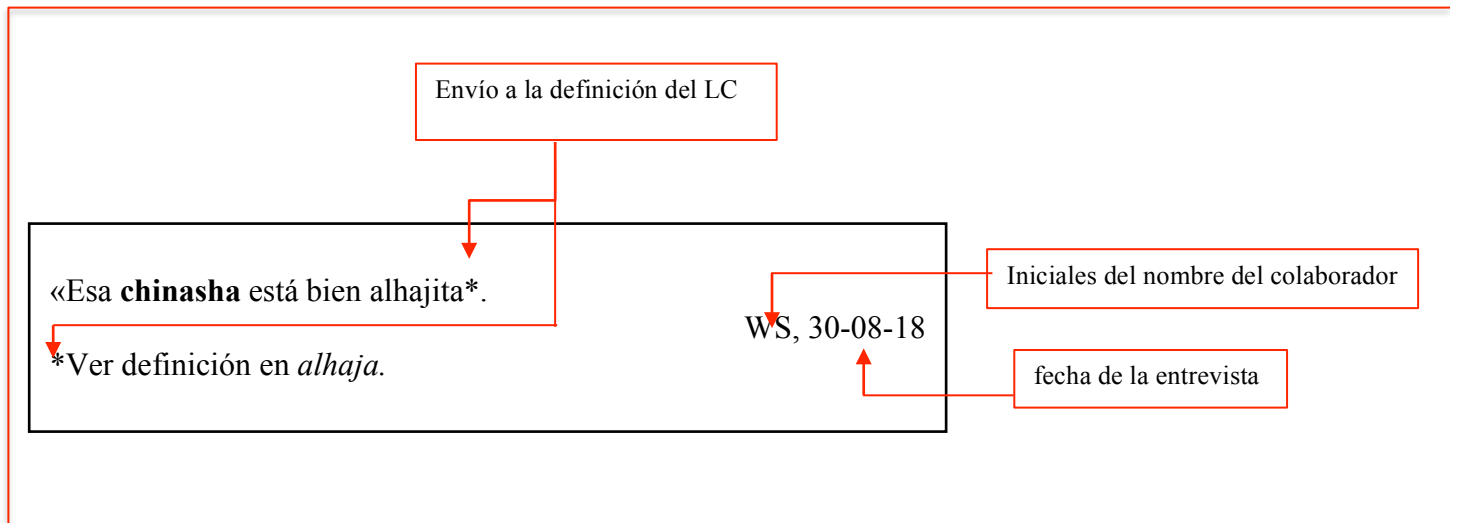 Envío a la definición del LC
«Esa chinasha está bien alhajita*.
Iniciales del nombre del colaborador
WS, 30-08-18
*Ver definición en alhaja.
fecha de la entrevista